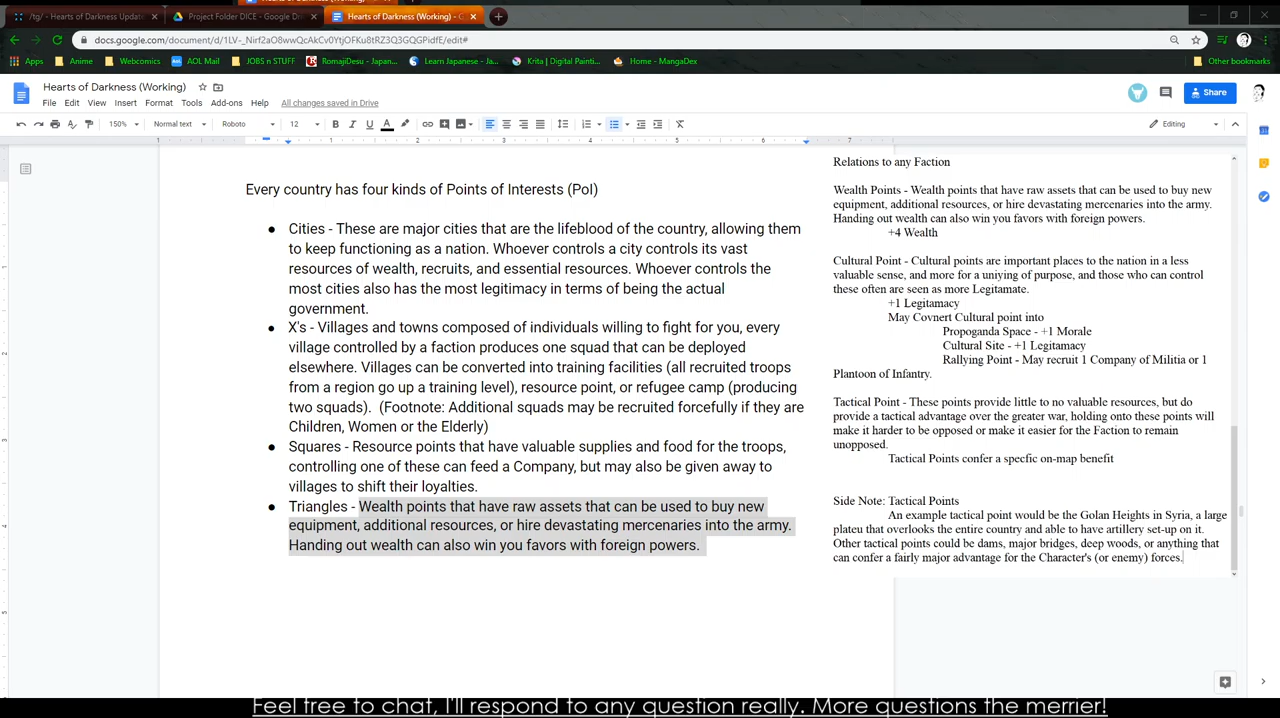 /tg/ - Hearts of Darkness Updat
Project Folder DICE - Google Dri
Hearts of Darkness (Working) - G
docs.google.com/document/d/1LV-_Nirf2aO8wwQcAkCv0YtjOFKu8tRZ3Q3GQGPidfE/edit#
Apps
Anime
Webcomics
AOL Mail
JOBS n STUFF
RomajiDesu - Japan...
Learn Japanese - Ja...
Krita | Digital Painti...
Home - MangaDex
Other bookmarks
Hearts of Darkness (Working)
File Edit View Insert Format Tools Add-ons Help All changes saved in Drive
Share
150% Normal text Roboto 12 B I U A Editing
1 1 2 3 4 5 6 7
Every country has four kinds of Points of Interests (PoI)
● Cities - These are major cities that are the lifeblood of the country, allowing them
to keep functioning as a nation. Whoever controls a city controls its vast
resources of wealth, recruits, and essential resources. Whoever controls the
most cities also has the most legitimacy in terms of being the actual
government.
● X's - Villages and towns composed of individuals willing to fight for you, every
village controlled by a faction produces one squad that can be deployed
elsewhere. Villages can be converted into training facilities (all recruited troops
from a region go up a training level), resource point, or refugee camp (producing
two squads). (Footnote: Additional squads may be recruited forcefully if they are
Children, Women or the Elderly)
● Squares - Resource points that have valuable supplies and food for the troops,
controlling one of these can feed a Company, but may also be given away to
villages to shift their loyalties.
● Triangles - Wealth points that have raw assets that can be used to buy new
equipment, additional resources, or hire devastating mercenaries into the army.
Handing out wealth can also win you favors with foreign powers.
Relations to any Faction
Wealth Points - Wealth points that have raw assets that can be used to buy new
equipment, additional resources, or hire devastating mercenaries into the army.
Handing out wealth can also win you favors with foreign powers.
+4 Wealth
Cultural Point - Cultural points are important places to the nation in a less
valuable sense, and more for a uniying of purpose, and those who can control
these often are seen as more Legitimate.
+1 Legitamacy
May Covnert Cultural point into
Propoganda Space - +1 Morale
Cultural Site - +1 Legitamacy
Rallying Point - May recruit 1 Company of Militia or 1
Plantoon of Infantry.
Tactical Point - These points provide little to no valuable resources, but do
provide a tactical advantage over the greater war, holding onto these points will
make it harder to be opposed or make it easier for the Faction to remain
unopposed.
Tactical Points confer a specfic on-map benefit
Side Note: Tactical Points
An example tactical point would be the Golan Heights in Syria, a large
plateu that overlooks the entire country and able to have artillery set-up on it.
Other tactical points could be dams, major bridges, deep woods, or anything that
can confer a fairly major advantage for the Character's (or enemy) forces.
Feel free to chat, I'll respond to any question really. More questions the merrier!